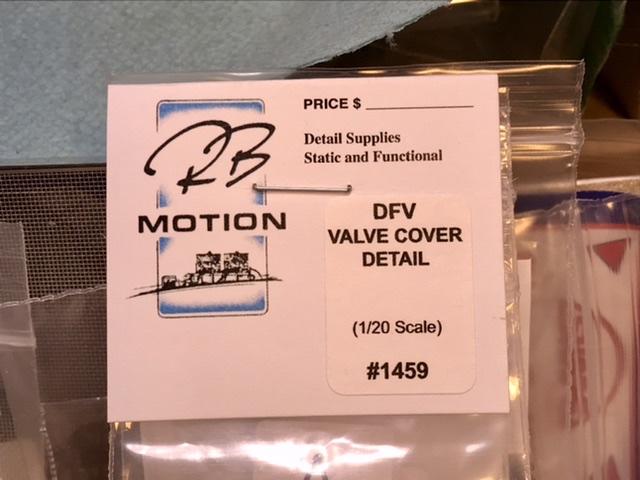 PRICE $
RB
Detail Supplies
Static and Functional
MOTION
DFV
VALVE COVER
DETAIL
(1/20 Scale)
#1459